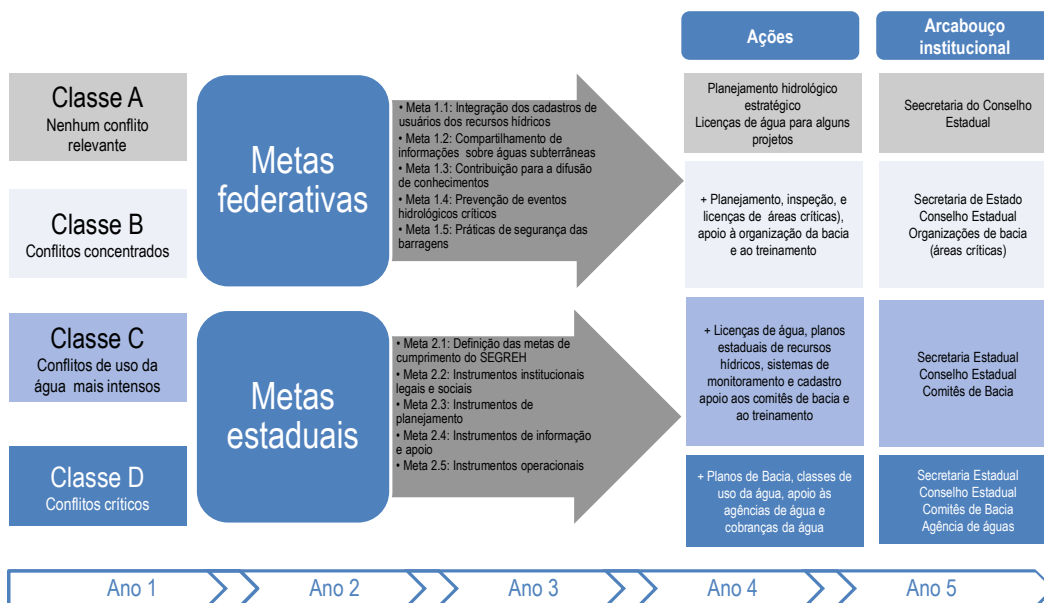 Ações
Arcabouço
institucional
Classe A
Nenhum conflito
relevante
Classe B
Conflitos concentrados
Classe C
Conflitos de uso da
água mais intensos
Classe D
Conflitos críticos
Metas
federativas
• Meta 1.1: Integração dos cadastros de
usuários dos recursos hídricos
• Meta 1.2: Compartilhamento de
informações sobre águas subterrâneas
• Meta 1.3: Contribuição para a difusão
de conhecimentos
• Meta 1.4: Prevenção de eventos
hidrológicos críticos
• Meta 1.5: Práticas de segurança das
barragens
Metas
estaduais
• Meta 2.1: Definição das metas de
cumprimento do SEGREH
• Meta 2.2: Instrumentos institucionais
legais e sociais
• Meta 2.3: Instrumentos de
planejamento
• Meta 2.4: Instrumentos de informação
e apoio
• Meta 2.5: Instrumentos operacionais
Planejamento hidrológico
estratégico
Licenças de água para alguns
projetos
Seecretaria do Conselho
Estadual
+ Planejamento, inspeção, e
licenças de áreas críticas),
apoio à organização da bacia
e ao treinamento
Secretaria de Estado
Conselho Estadual
Organizações de bacia
(áreas críticas)
+ Licenças de água, planos
estaduais de recursos
hídricos, sistemas de
monitoramento e cadastro
apoio aos comitês de bacia e
ao treinamento
Secretaria Estadual
Conselho Estadual
Comitês de Bacia
+ Planos de Bacia, classes de
uso da água, apoio às
agências de água e
cobranças da água
Secretaria Estadual
Conselho Estadual
Comitês de Bacia
Agência de águas
Ano 1
Ano 2
Ano 3
Ano 4
Ano 5